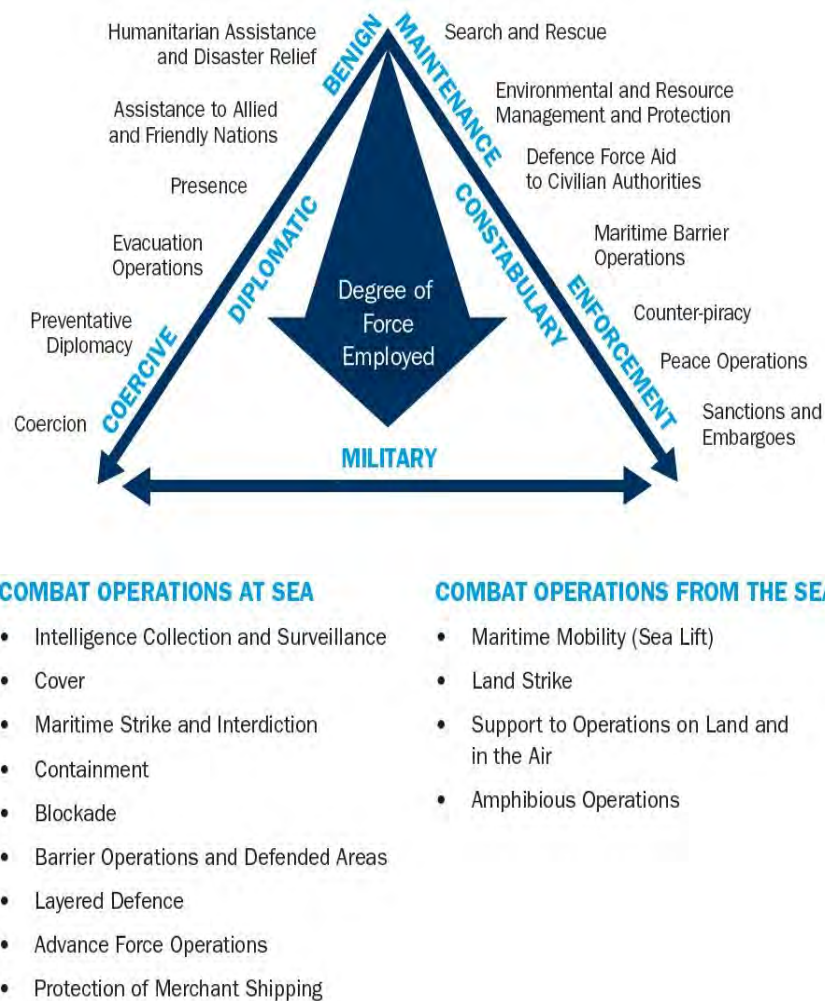 Humanitarian Assistance
and Disaster Relief
Assistance to Allied
and Friendly Nations
Presence
Evacuation
Operations
Preventative
Diplomacy
Coercion
BENIGN
DIPLOMATIC
COERCIVE
Degree of
Force
Employed
MAINTENANCE
CONSTABULARY
ENFORCEMENT
Search and Rescue
Environmental and Resource
Management and Protection
Defence Force Aid
to Civilian Authorities
Maritime Barrier
Operations
Counter-piracy
Peace Operations
Sanctions and
Embargoes
MILITARY
COMBAT OPERATIONS AT SEA
• Intelligence Collection and Surveillance
• Cover
• Maritime Strike and Interdiction
• Containment
• Blockade
• Barrier Operations and Defended Areas
• Layered Defence
• Advance Force Operations
• Protection of Merchant Shipping
COMBAT OPERATIONS FROM THE SEA
• Maritime Mobility (Sea Lift)
• Land Strike
• Support to Operations on Land and
in the Air
• Amphibious Operations